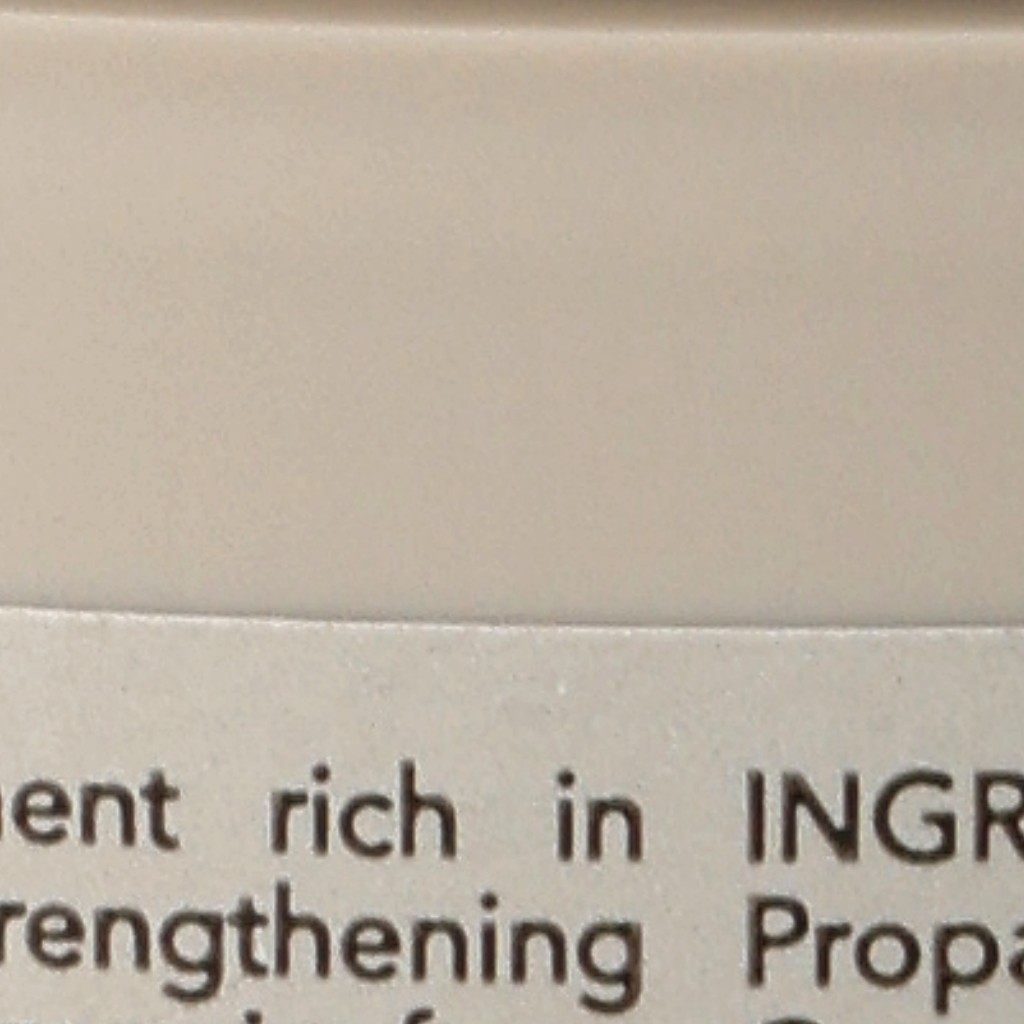 ent rich in
rengthening
INGR
Propa